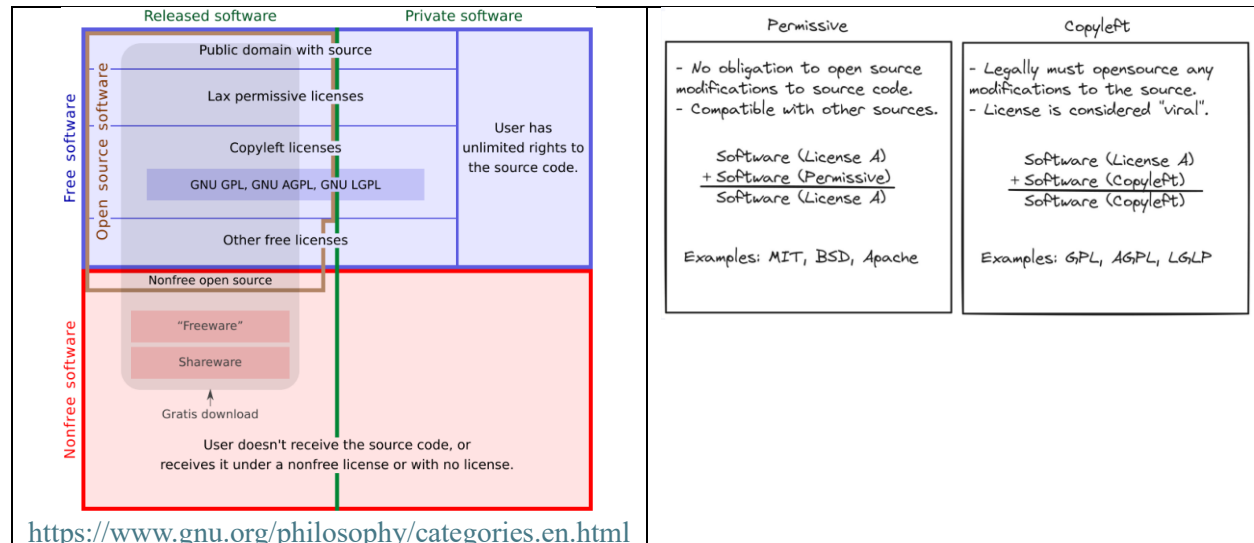 Released software
Private software
Free software
Open source software
Public domain with source
Lax permissive licenses
Copyleft licenses
GNU GPL, GNU AGPL, GNU LGPL
Other free licenses
User has
unlimited rights to
the source code.
Nonfree software
Nonfree open source
“Freeware”
Shareware
Gratis download
User doesn't receive the source code, or
receives it under a nonfree license or with no license.
https://www.gnu.org/philosophy/categories.en.html
Permissive
- No obligation to open source
modifications to source code.
- Compatible with other sources.
Software (License A)
+ Software (Permissive)
Software (License A)
Examples: MIT, BSD, Apache
Copyleft
- Legally must opensource any
modifications to the source.
- License is considered "viral".
Software (License A)
+ Software (Copyleft)
Software (Copyleft)
Examples: GPL, AGPL, LGLP